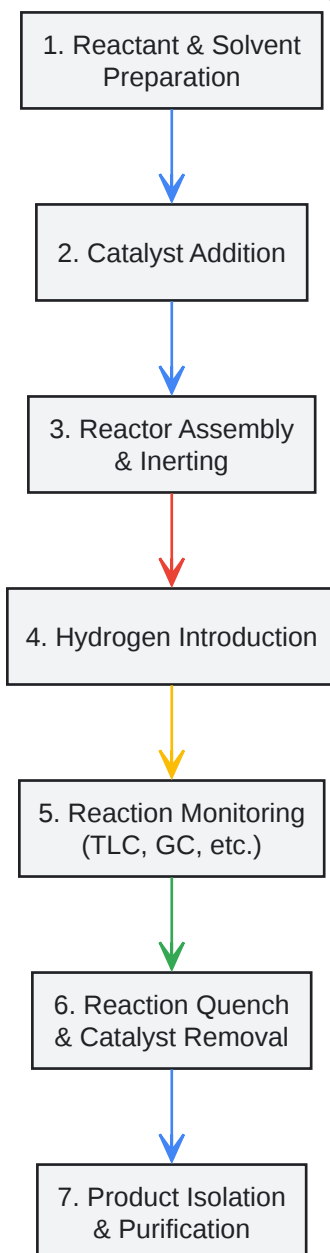 1. Reactant & Solvent
Preparation
2. Catalyst Addition
3. Reactor Assembly
& Inerting
4. Hydrogen Introduction
5. Reaction Monitoring
(TLC, GC, etc.)
6. Reaction Quench
& Catalyst Removal
7. Product Isolation
& Purification